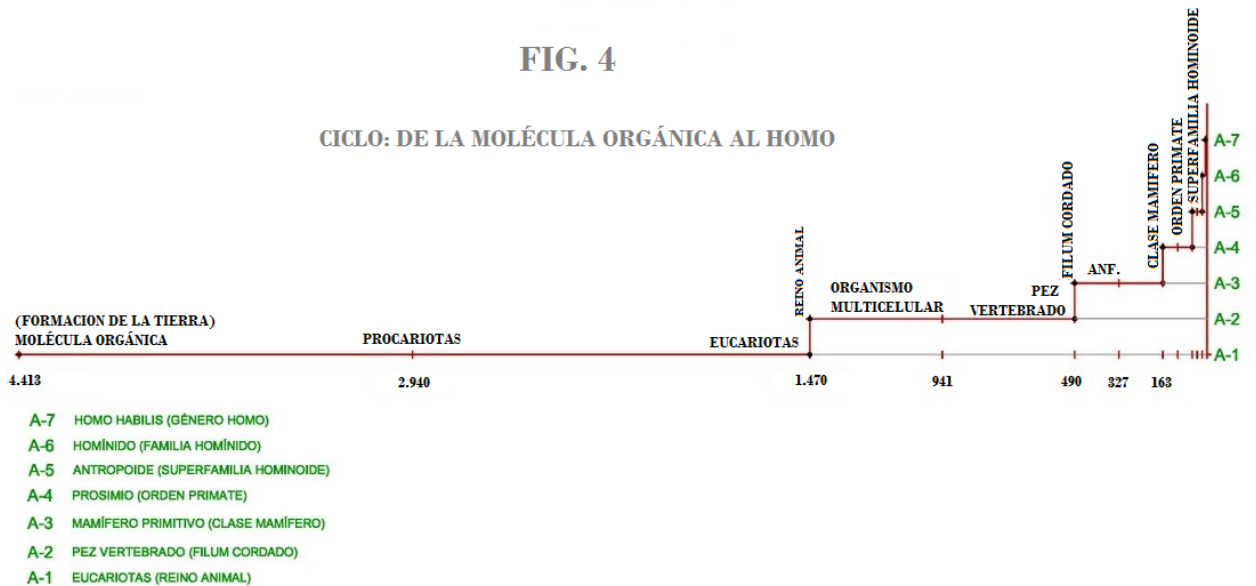 FIG. 4
CICLO: DE LA MOLÉCULA ORGÁNICA AL HOMO
(FORMACION DE LA TIERRA)
MOLÉCULA ORGÁNICA
PROCARIOTAS
EUCARIOTAS
REINO ANIMAL
ORGANISMO
MULTICELULAR
PEZ
VERTEBRADO
FILUM CORDADO
ANF.
CLASE MAMIFERO
ORDEN PRIMATE
SUPERFAMILIA HOMINOIDE
A-7
A-6
A-5
A-4
A-3
A-2
A-1
4.413
2.940
1.470
941
490
327
163
A-7 HOMO HABILIS (GÉNERO HOMO)
A-6 HOMÍNIDO (FAMILIA HOMÍNIDO)
A-5 ANTROPOIDE (SUPERFAMILIA HOMINOIDE)
A-4 PROSIMIO (ORDEN PRIMATE)
A-3 MAMÍFERO PRIMITIVO (CLASE MAMÍFERO)
A-2 PEZ VERTEBRADO (FILUM CORDADO)
A-1 EUCARIOTAS (REINO ANIMAL)